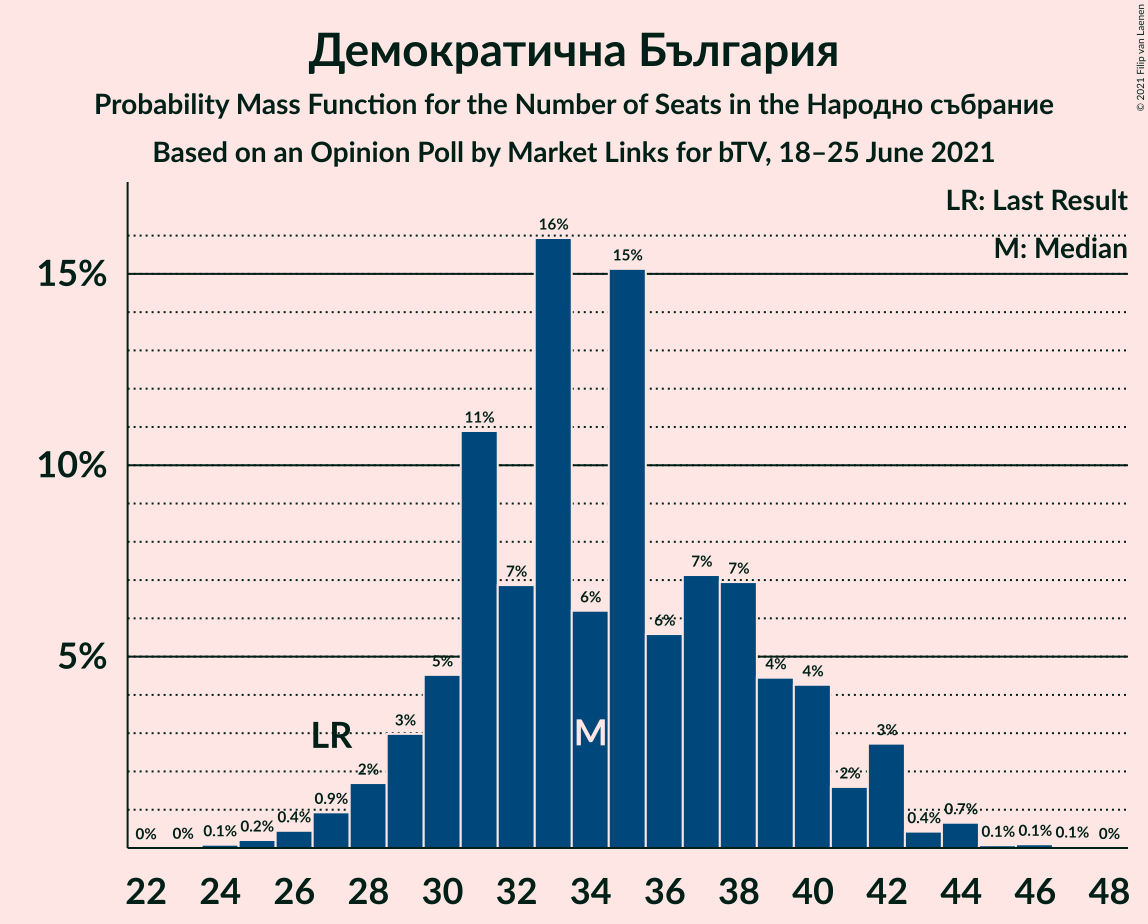 Демократична България
Probability Mass Function for the Number of Seats in the Народно събрание
Based on an Opinion Poll by Market Links for bTV, 18–25 June 2021
© 2021 Filip van Laenen
LR: Last Result
M: Median
15%
10%
5%
0% 0% 0.1% 0.2% 0.4% 0.9% 2% 3% 5% 11% 7% 16% 6% 15% 6% 7% 7% 4% 4% 2% 3% 0.4% 0.7% 0.1% 0.1% 0.1% 0%
LR
M
22 24 26 28 30 32 34 36 38 40 42 44 46 48